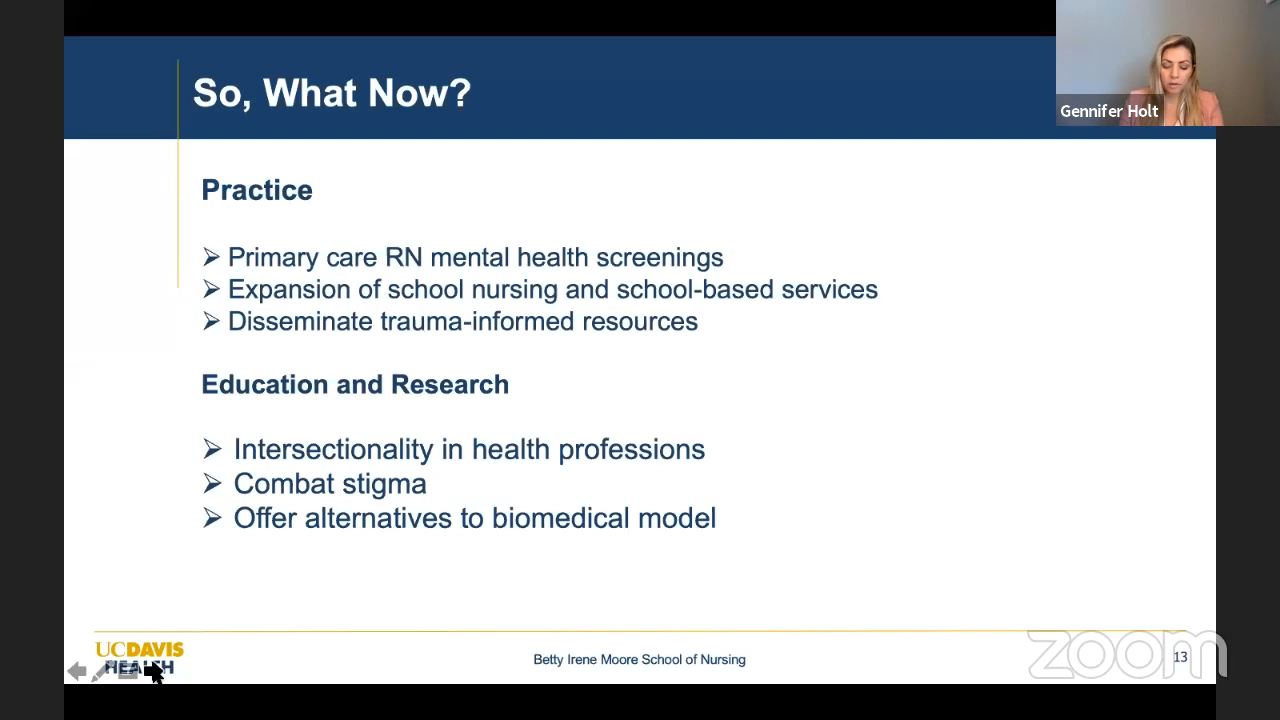 So, What Now?
Gennifer Holt
Practice
➢ Primary care RN mental health screenings
➢ Expansion of school nursing and school-based services
➢ Disseminate trauma-informed resources
Education and Research
➢ Intersectionality in health professions
➢ Combat stigma
➢ Offer alternatives to biomedical model
UCDAVIS
HEALTH
Betty Irene Moore School of Nursing
zoom
13